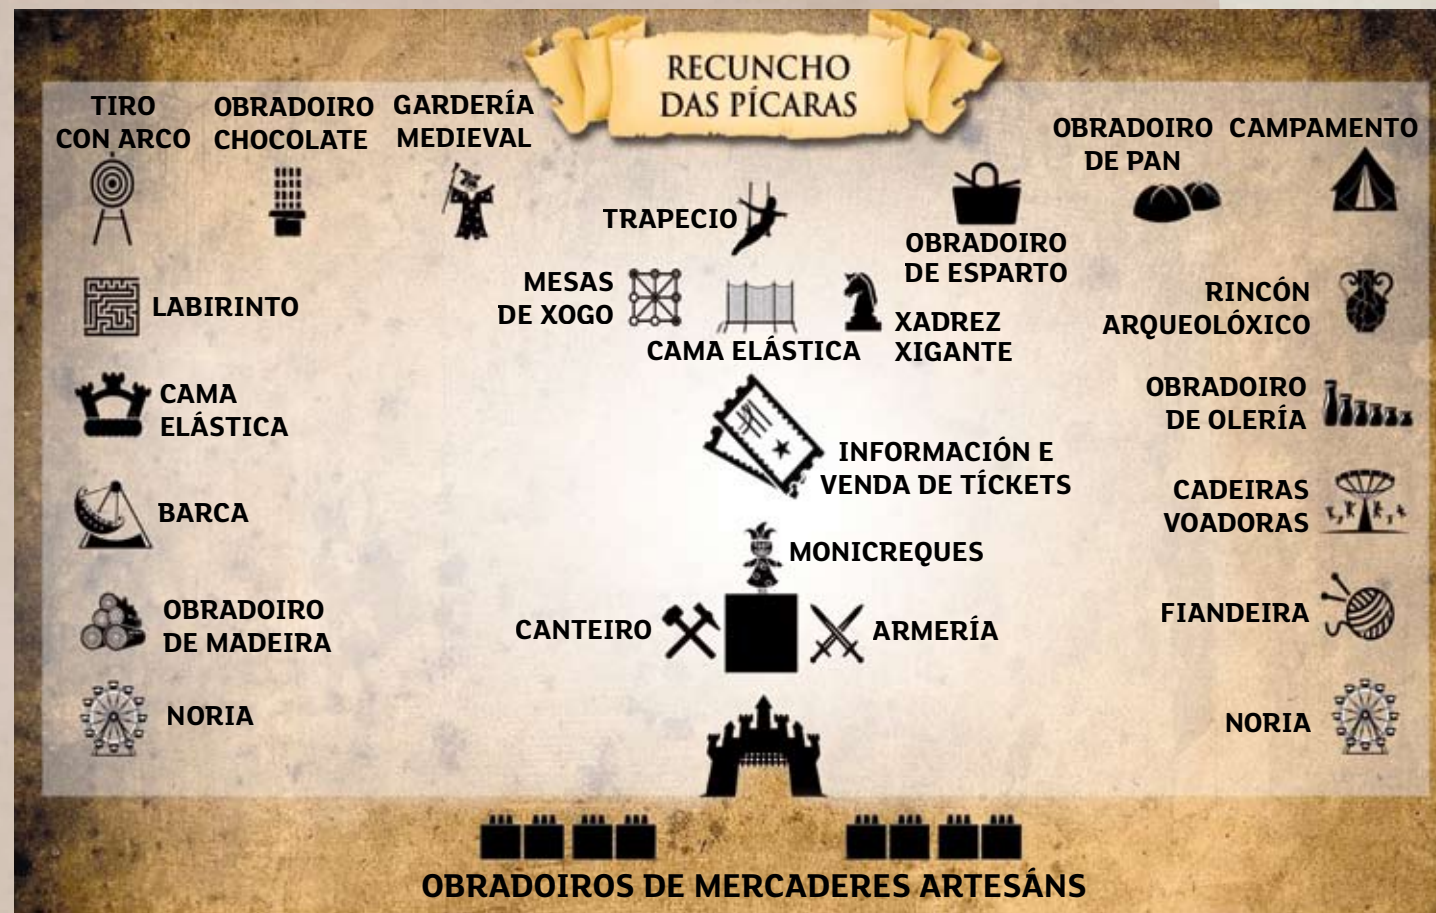 RECUNCHO
DAS PÍCARAS
TIRO
CON ARCO
OBRADOIRO
CHOCOLATE
GARDERÍA
MEDIEVAL
OBRADOIRO
DE PAN
CAMPAMENTO
TRAPECIO
OBRADOIRO
DE ESPARTO
LABIRINTO
MESAS
DE XOGO
CAMA ELÁSTICA
XADREZ
XIGANTE
RINCÓN
ARQUEOLÓXICO
CAMA
ELÁSTICA
OBRADOIRO
DE OLERÍA
INFORMACIÓN E
VENDA DE TÍCKETS
BARCA
CADEIRAS
VOADORAS
MONICREQUES
OBRADOIRO
DE MADEIRA
CANTEIRO
ARMERÍA
FIANDEIRA
NORIA
NORIA
OBRADOIROS DE MERCADERES ARTESÁNS